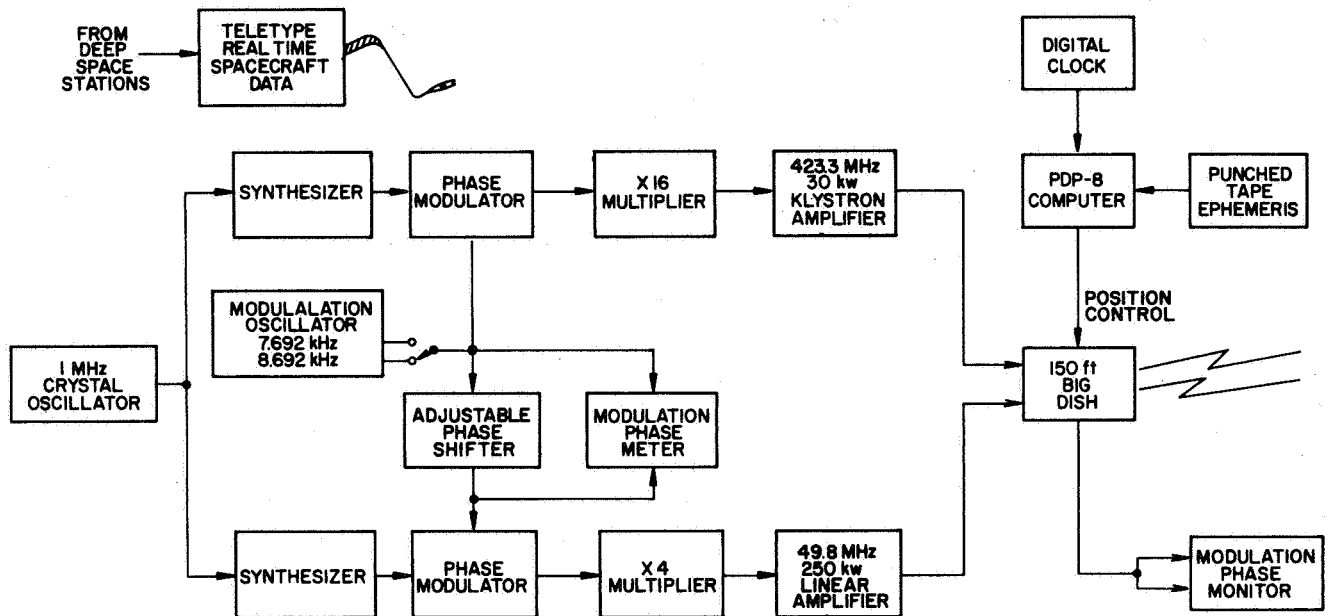 FROM
DEEP
SPACE
STATIONS
TELETYPE
REAL TIME
SPACECRAFT
DATA
DIGITAL
CLOCK
SYNTHESIZER
PHASE
MODULATOR
X 16
MULTIPLIER
423.3 MHz
30 kw
KLYSTRON
AMPLIFIER
PDP-8
COMPUTER
PUNCHED
TAPE
EPHEMERIS
MODULALATION
OSCILLATOR
7.692 kHz
8.692 kHz
POSITION
CONTROL
1 MHz
CRYSTAL
OSCILLATOR
ADJUSTABLE
PHASE
SHIFTER
MODULATION
PHASE
METER
150 ft
BIG
DISH
SYNTHESIZER
PHASE
MODULATOR
X 4
MULTIPLIER
49.8 MHz
250 kw
LINEAR
AMPLIFIER
MODULATION
PHASE
MONITOR